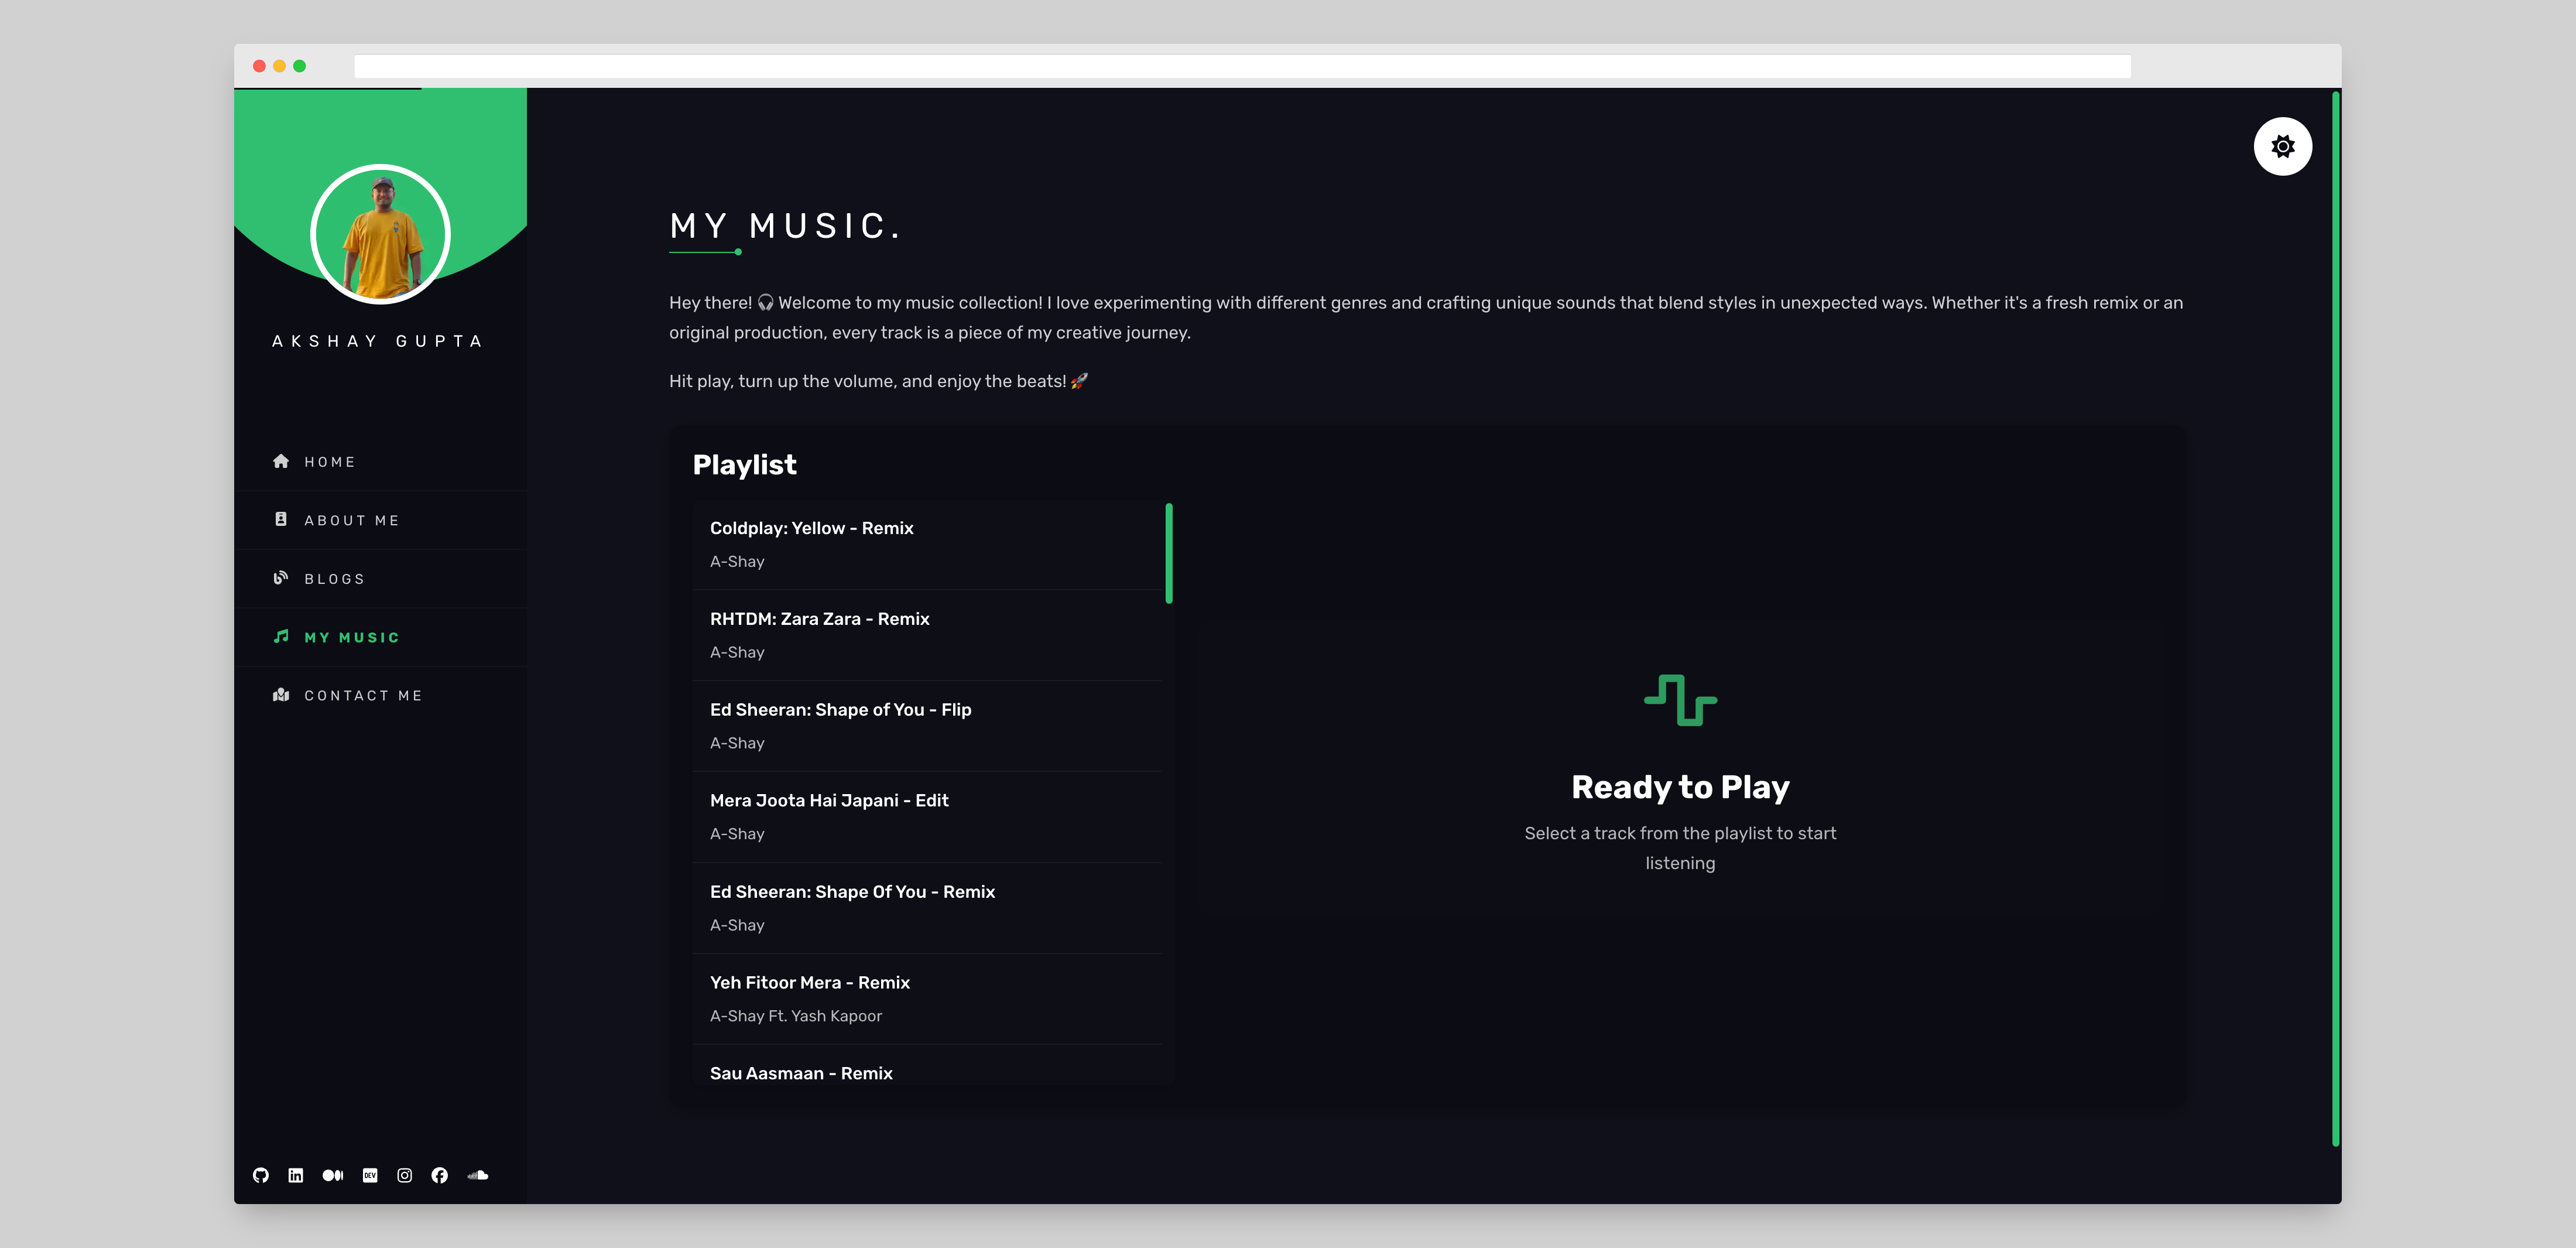 AKSHAY GUPTA
HOME
ABOUT ME
BLOGS
MY MUSIC
CONTACT ME
DEV
MY MUSIC.
Hey there! 🎧 Welcome to my music collection! I love experimenting with different genres and crafting unique sounds that blend styles in unexpected ways. Whether it's a fresh remix or an
original production, every track is a piece of my creative journey.
Hit play, turn up the volume, and enjoy the beats! 🚀
Playlist
Coldplay: Yellow - Remix
A-Shay
RHTDM: Zara Zara - Remix
A-Shay
Ed Sheeran: Shape of You - Flip
A-Shay
Mera Joota Hai Japani - Edit
A-Shay
Ed Sheeran: Shape Of You - Remix
A-Shay
Yeh Fitoor Mera - Remix
A-Shay Ft. Yash Kapoor
Sau Aasmaan - Remix
Ready to Play
Select a track from the playlist to start
listening